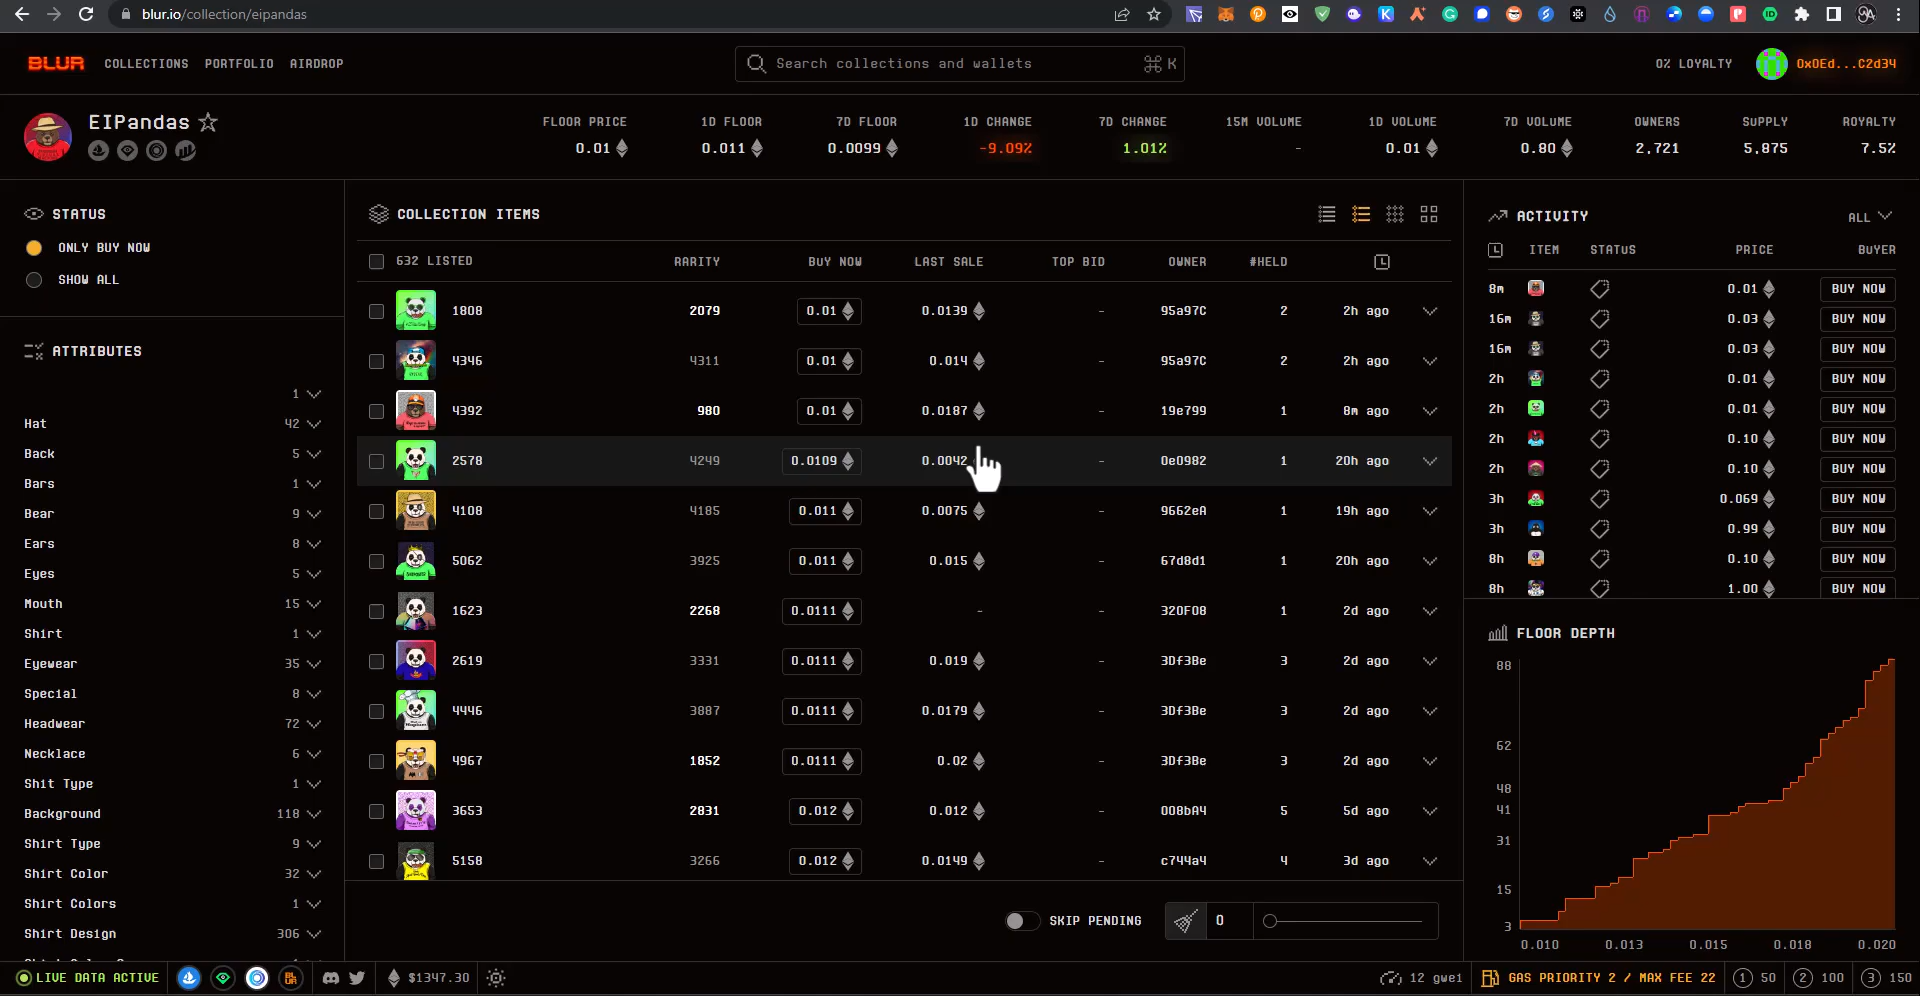 blur.io/collection/eipandas
BLUR COLLECTIONS PORTFOLIO AIRDROP Search collections and wallets ⌘ K 0% LOYALTY 0x0Ed...C2d34
EIPandas
FLOOR PRICE 1D FLOOR 7D FLOOR 1D CHANGE 7D CHANGE 15M VOLUME 1D VOLUME 7D VOLUME OWNERS SUPPLY ROYALTY
0.01 0.011 0.0099 -9.09% 1.01% - 0.01 0.80 2,721 5,875 7.5%
STATUS
ONLY BUY NOW
SHOW ALL
ATTRIBUTES
1
Hat 42
Back 5
Bars 1
Bear 9
Ears 8
Eyes 5
Mouth 15
Shirt 1
Eyewear 35
Special 8
Headwear 72
Necklace 6
Shit Type 1
Background 118
Shirt Type 9
Shirt Color 32
Shirt Colors 1
Shirt Design 306
COLLECTION ITEMS
632 LISTED RARITY BUY NOW LAST SALE TOP BID OWNER #HELD
1808 2079 0.01 0.0139 - 95a97C 2 2h ago
4346 4311 0.01 0.014 - 95a97C 2 2h ago
4392 980 0.01 0.0187 - 19e799 1 8m ago
2578 4249 0.0109 0.0042 - 0e0982 1 20h ago
4108 4185 0.011 0.0075 - 9662eA 1 19h ago
5062 3925 0.011 0.015 - 67d8d1 1 20h ago
1623 2268 0.0111 - - 320F08 1 2d ago
2619 3331 0.0111 0.019 - 3Df3Be 3 2d ago
4446 3087 0.0111 0.0179 - 3Df3Be 3 2d ago
4967 1852 0.0111 0.02 - 3Df3Be 3 2d ago
3653 2831 0.012 0.012 - 008bA4 5 5d ago
5158 3266 0.012 0.0149 - c744a4 4 3d ago
SKIP PENDING 0
ACTIVITY ALL
ITEM STATUS PRICE BUYER
8m 0.01 BUY NOW
16m 0.03 BUY NOW
16m 0.03 BUY NOW
2h 0.01 BUY NOW
2h 0.01 BUY NOW
2h 0.10 BUY NOW
2h 0.10 BUY NOW
3h 0.069 BUY NOW
3h 0.99 BUY NOW
8h 0.10 BUY NOW
8h 1.00 BUY NOW
FLOOR DEPTH
88
62
48
41
31
15
3
0.010 0.013 0.015 0.018 0.020
LIVE DATA ACTIVE $1347.30 12 gwei GAS PRIORITY 2 / MAX FEE 22 1 50 2 100 3 150